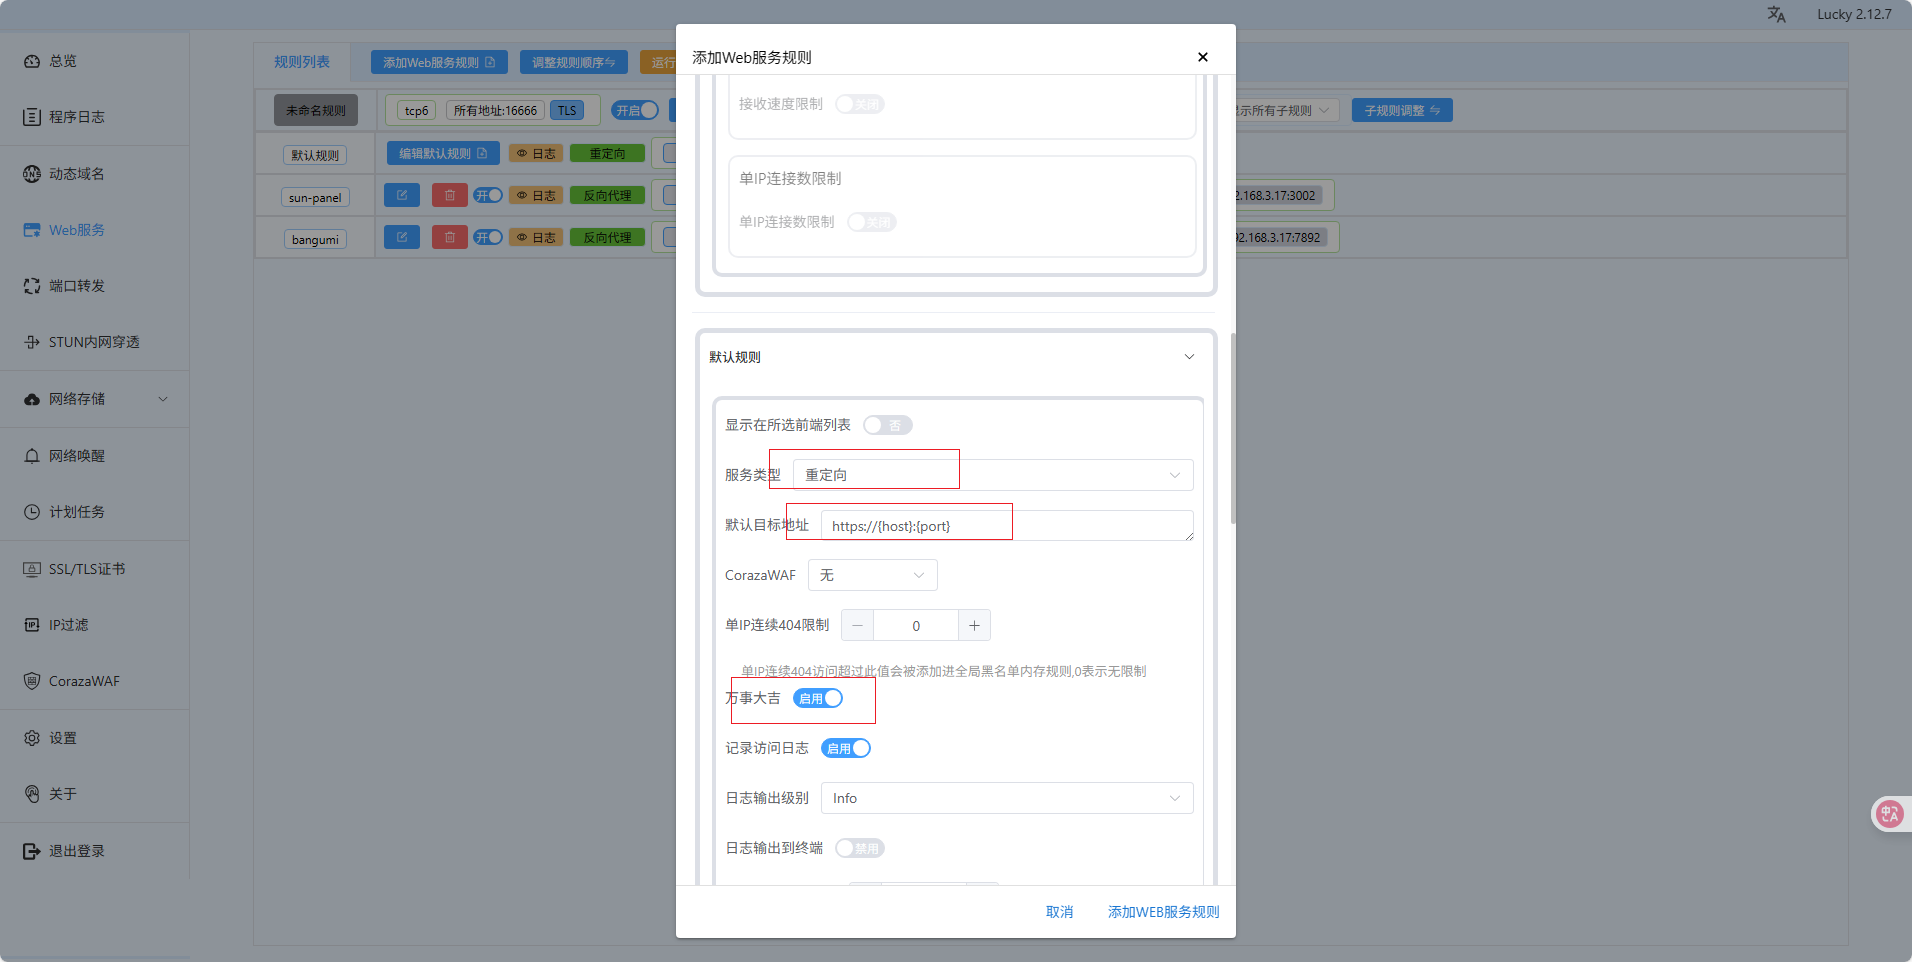 Lucky 2.12.7
总览
程序日志
动态域名
Web服务
端口转发
STUN内网穿透
网络存储
网络唤醒
计划任务
SSL/TLS证书
IP过滤
CorazaWAF
设置
关于
退出登录
规则列表 添加Web服务规则 调整规则顺序 运行
未命名规则 tcp6 所有地址:16666 TLS 开启 示所有子规则 子规则调整
默认规则 编辑默认规则 日志 重定向
sun-panel 开 日志 反向代理 2.168.3.17:3002
bangumi 开 日志 反向代理 92.168.3.17:7892
添加Web服务规则
接收速度限制 关闭
单IP连接数限制
单IP连接数限制 关闭
默认规则
显示在所选前端列表 否
服务类型 重定向
默认目标地址 https://{host}:{port}
CorazaWAF 无
单IP连续404限制 0
单IP连续404访问超过此值会被添加进全局黑名单内存规则,0表示无限制
万事大吉 启用
记录访问日志 启用
日志输出级别 Info
日志输出到终端 禁用
取消 添加WEB服务规则